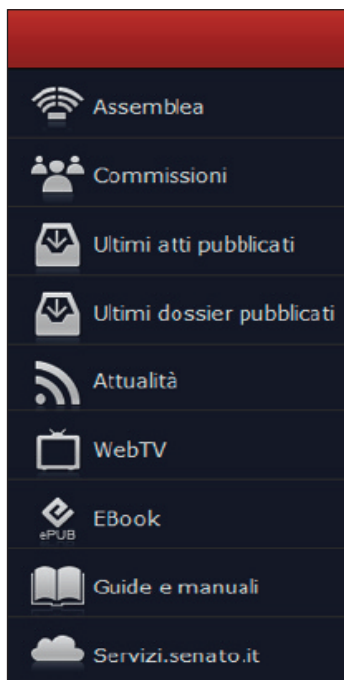 Assemblea
Commissioni
Ultimi atti pubblicati
Ultimi dossier pubblicati
Attualità
WebTV
ePUB
EBook
Guide e manuali
Servizi.senato.it